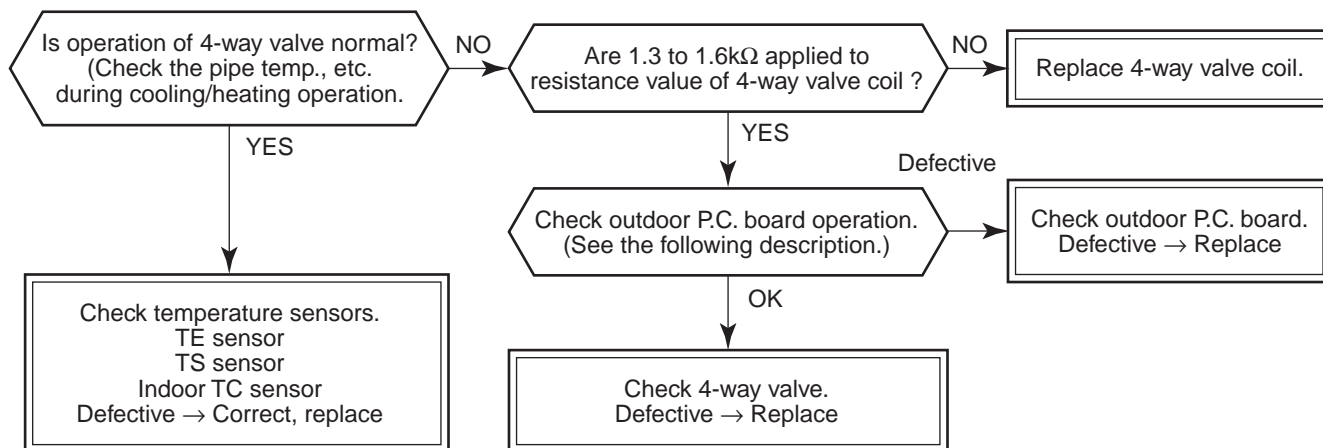 Is operation of 4-way valve normal?
(Check the pipe temp., etc.
during cooling/heating operation.
NO
Are 1.3 to 1.6kΩ applied to
resistance value of 4-way valve coil ?
NO
Replace 4-way valve coil.
YES
YES
Defective
Check outdoor P.C. board operation.
(See the following description.)
Check outdoor P.C. board.
Defective → Replace
OK
Check temperature sensors.
TE sensor
TS sensor
Indoor TC sensor
Defective → Correct, replace
Check 4-way valve.
Defective → Replace